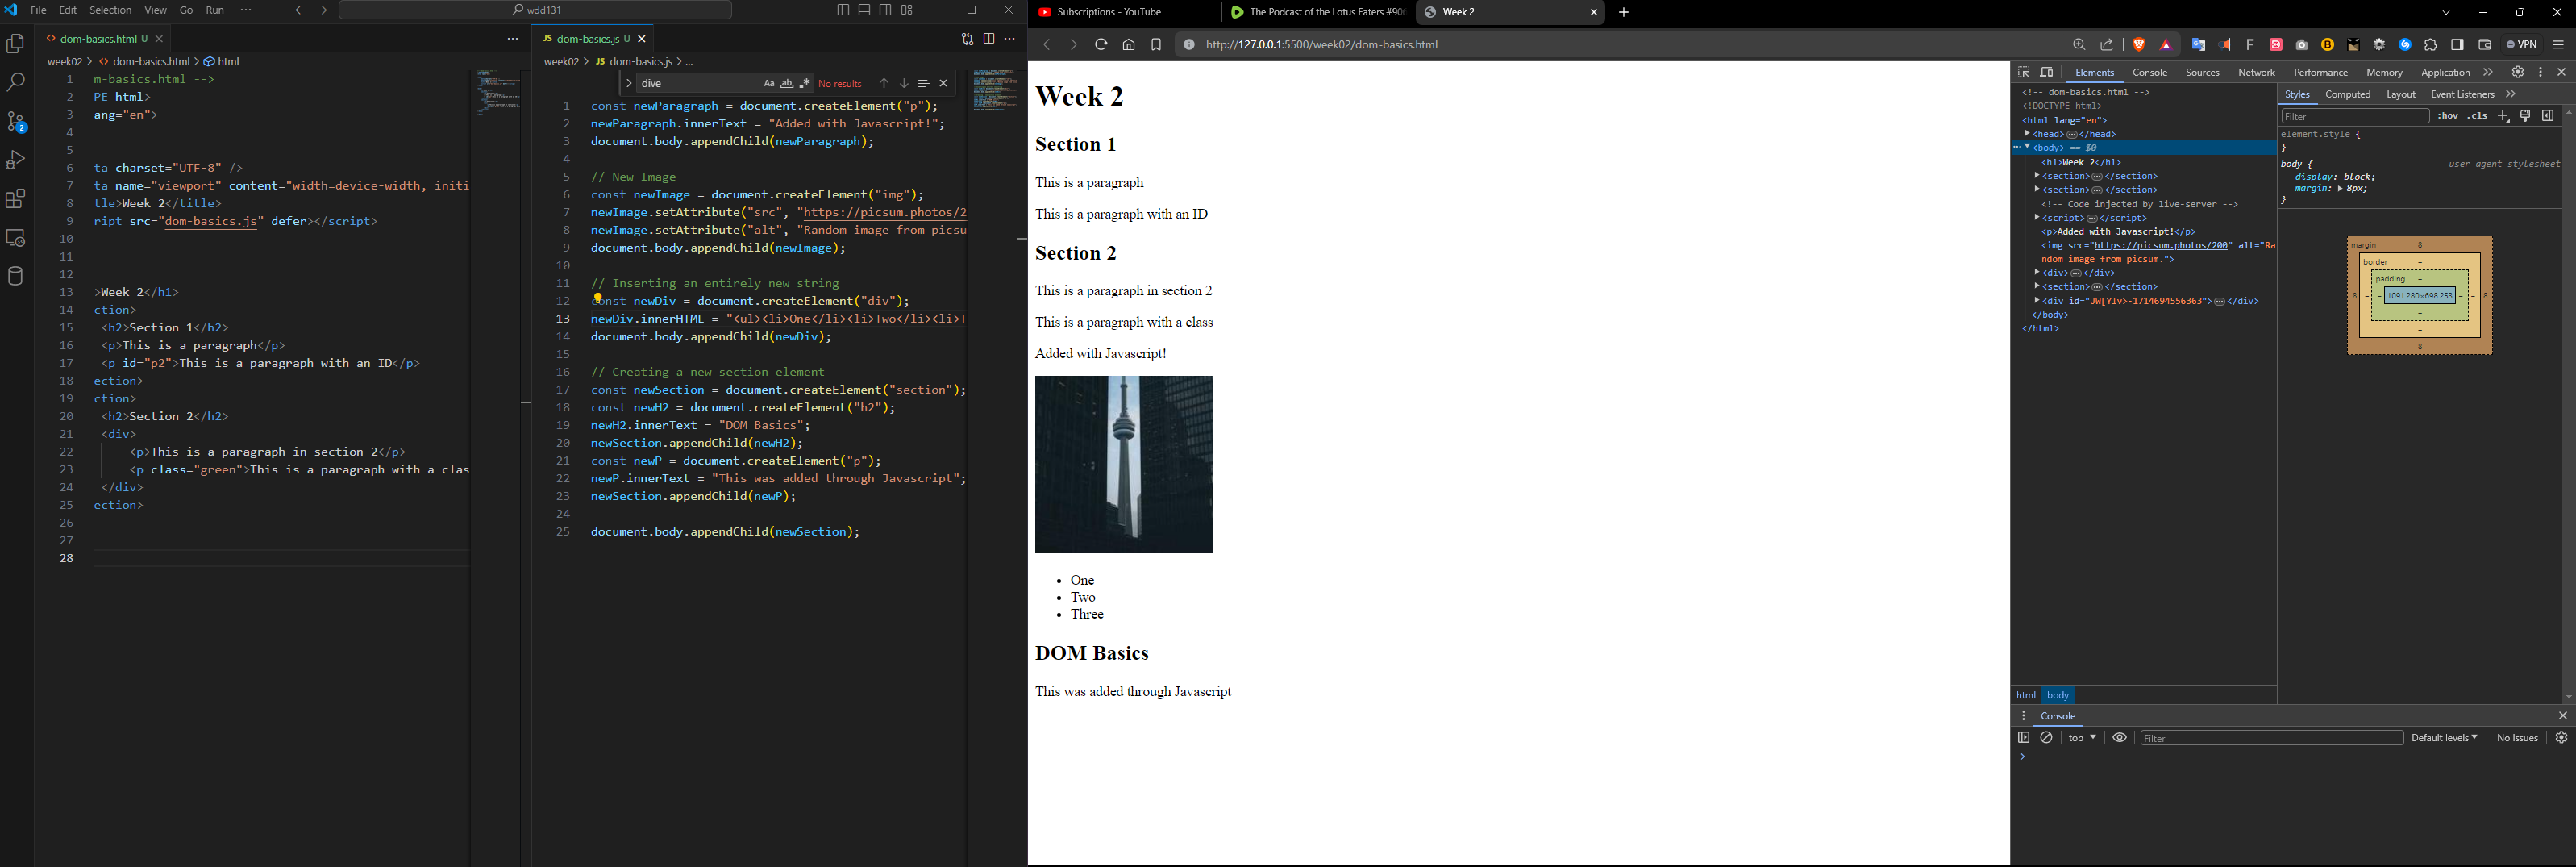 File Edit Selection View Go Run ··· wdd131
dom-basics.html U
week02 > dom-basics.html > html
1 m-basics.html -->
2 PE html>
3 ang="en">
4
5
6 ta charset="UTF-8" />
7 ta name="viewport" content="width=device-width, initi
8 tle>Week 2</title>
9 ript src="dom-basics.js" defer></script>
10
11
12
13 >Week 2</h1>
14 ction>
15 <h2>Section 1</h2>
16 <p>This is a paragraph</p>
17 <p id="p2">This is a paragraph with an ID</p>
18 ection>
19 ction>
20 <h2>Section 2</h2>
21 <div>
22 <p>This is a paragraph in section 2</p>
23 <p class="green">This is a paragraph with a clas
24 </div>
25 ection>
26
27
28
2
JS dom-basics.js U
week02 > JS dom-basics.js > ...
dive Aa ab .* No results
1 const newParagraph = document.createElement("p");
2 newParagraph.innerText = "Added with Javascript!";
3 document.body.appendChild(newParagraph);
4
5 // New Image
6 const newImage = document.createElement("img");
7 newImage.setAttribute("src", "https://picsum.photos/2
8 newImage.setAttribute("alt", "Random image from picsu
9 document.body.appendChild(newImage);
10
11 // Inserting an entirely new string
12 const newDiv = document.createElement("div");
13 newDiv.innerHTML = "<ul><li>One</li><li>Two</li><li>T
14 document.body.appendChild(newDiv);
15
16 // Creating a new section element
17 const newSection = document.createElement("section");
18 const newH2 = document.createElement("h2");
19 newH2.innerText = "DOM Basics";
20 newSection.appendChild(newH2);
21 const newP = document.createElement("p");
22 newP.innerText = "This was added through Javascript";
23 newSection.appendChild(newP);
24
25 document.body.appendChild(newSection);
Subscriptions - YouTube The Podcast of the Lotus Eaters #906 Week 2
http://127.0.0.1:5500/week02/dom-basics.html VPN
Week 2
Section 1
This is a paragraph
This is a paragraph with an ID
Section 2
This is a paragraph in section 2
This is a paragraph with a class
Added with Javascript!
One
Two
Three
DOM Basics
This was added through Javascript
Elements Console Sources Network Performance Memory Application
<!-- dom-basics.html -->
<!DOCTYPE html>
<html lang="en">
<head></head>
<body> == $0
<h1>Week 2</h1>
<section></section>
<section></section>
<!-- Code injected by live-server -->
<script></script>
<p>Added with Javascript!</p>
<img src="https://picsum.photos/200" alt="Ra
ndom image from picsum.">
<div></div>
<section></section>
<div id="JW[Ylv)-1714694556363"></div>
</body>
</html>
html body
Styles Computed Layout Event Listeners
Filter :hov .cls
element.style {
}
body { user agent stylesheet
display: block;
margin: 8px;
}
margin 8
border –
padding –
8 – – 1091.280×698.253 – – 8
–
–
8
Console
top Filter Default levels No Issues